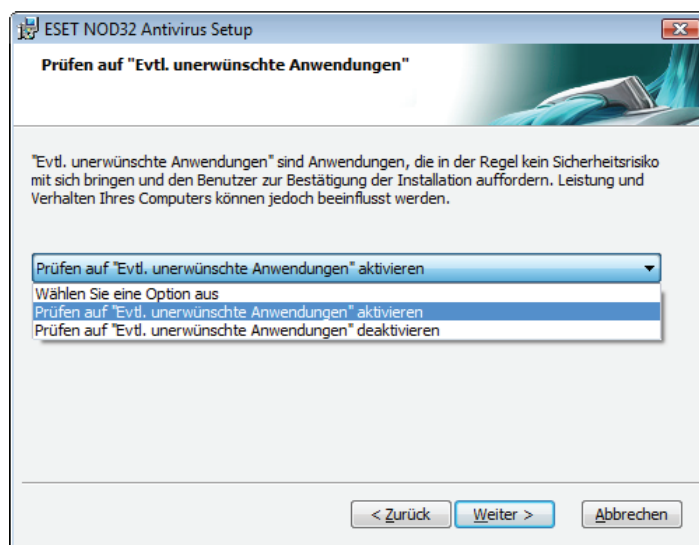 ESET NOD32 Antivirus Setup
Prüfen auf "Evtl. unerwünschte Anwendungen"
"Evtl. unerwünschte Anwendungen" sind Anwendungen, die in der Regel kein Sicherheitsrisiko
mit sich bringen und den Benutzer zur Bestätigung der Installation auffordern. Leistung und
Verhalten Ihres Computers können jedoch beeinflusst werden.
Prüfen auf "Evtl. unerwünschte Anwendungen" aktivieren
Wählen Sie eine Option aus
Prüfen auf "Evtl. unerwünschte Anwendungen" aktivieren
Prüfen auf "Evtl. unerwünschte Anwendungen" deaktivieren
< Zurück Weiter > Abbrechen